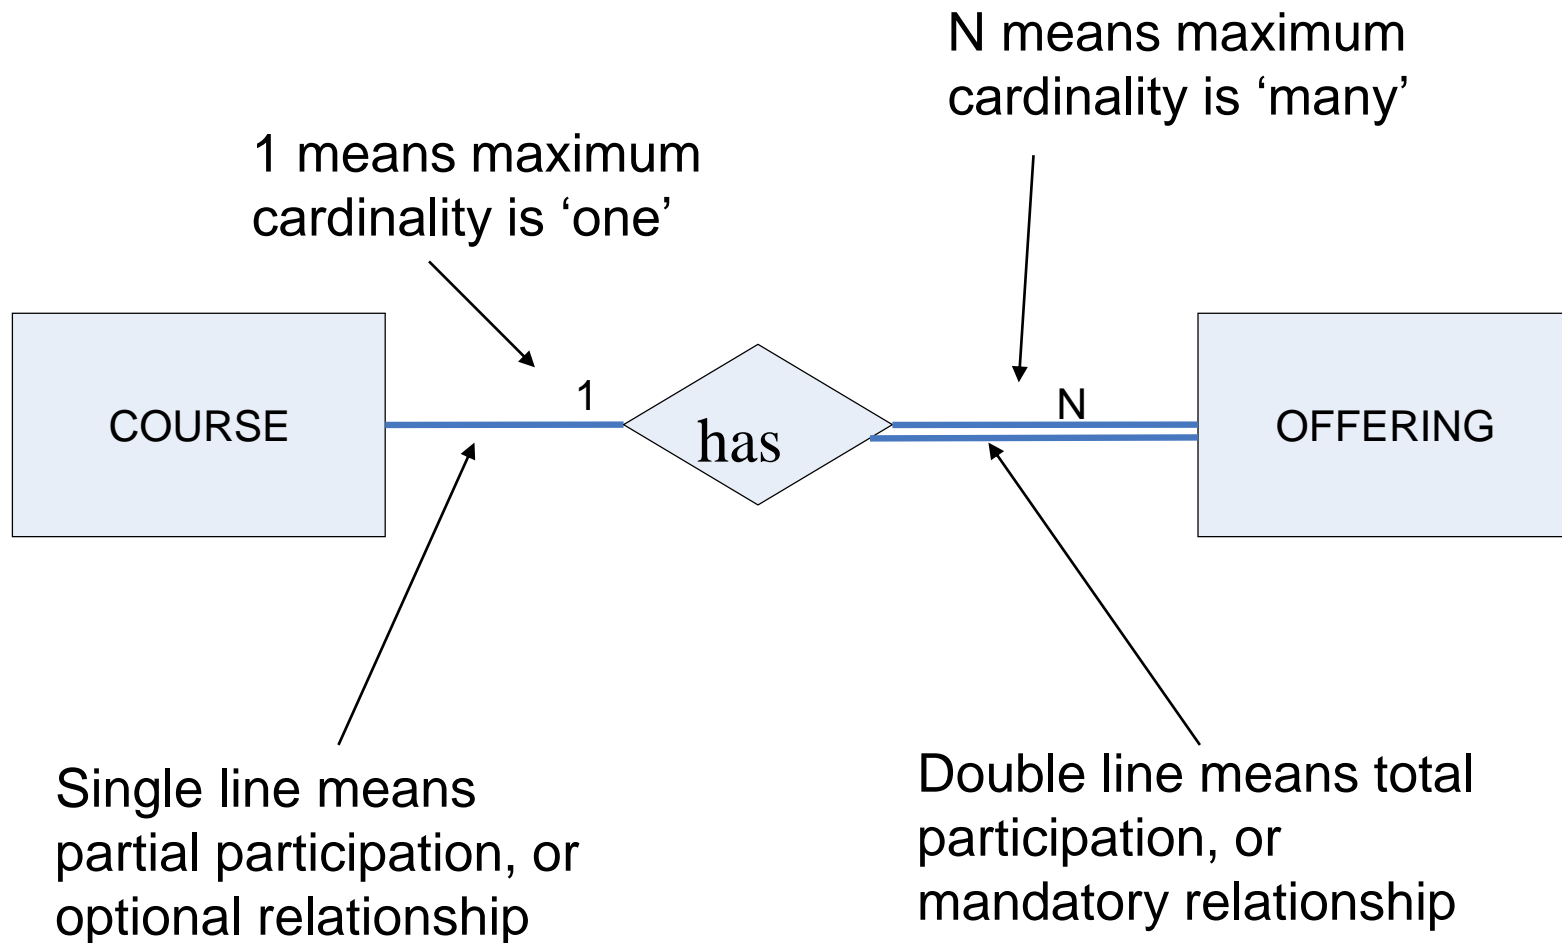 N means maximum
cardinality is ‘many’
1 means maximum
cardinality is ‘one’
COURSE
1
has
N
OFFERING
Single line means
partial participation, or
optional relationship
Double line means total
participation, or
mandatory relationship